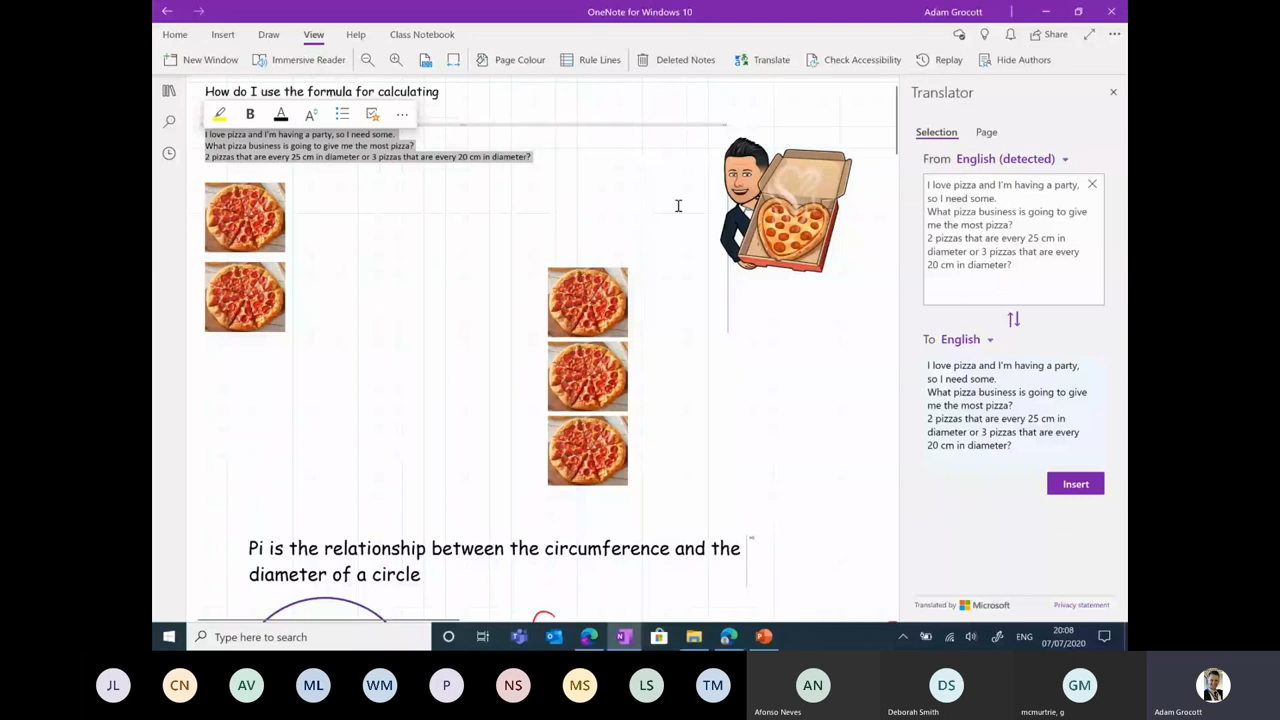 OneNote for Windows 10
Adam Grocott
Home Insert Draw View Help Class Notebook
Share
New Window Immersive Reader Page Colour Rule Lines Deleted Notes Translate Check Accessibility Replay Hide Authors
How do I use the formula for calculating
B A A
I love pizza and I'm having a party, so I need some.
What pizza business is going to give me the most pizza?
2 pizzas that are every 25 cm in diameter or 3 pizzas that are every 20 cm in diameter?
Pi is the relationship between the circumference and the
diameter of a circle
Translator
Selection Page
From English (detected)
I love pizza and I'm having a party,
so I need some.
What pizza business is going to give
me the most pizza?
2 pizzas that are every 25 cm in
diameter or 3 pizzas that are every
20 cm in diameter?
To English
I love pizza and I'm having a party,
so I need some.
What pizza business is going to give
me the most pizza?
2 pizzas that are every 25 cm in
diameter or 3 pizzas that are every
20 cm in diameter?
Insert
Translated by Microsoft Privacy statement
Type here to search
ENG
20:08
07/07/2020
JL CN AV ML WM P NS MS LS TM AN DS GM
Afonso Neves Deborah Smith mcmurtrie, g Adam Grocott